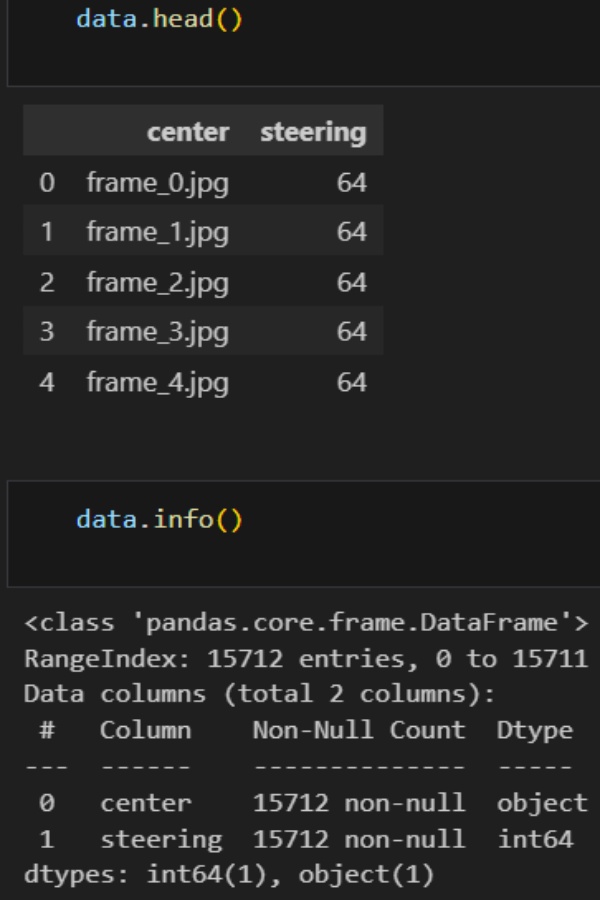 data.head()
center steering
0 frame_0.jpg 64
1 frame_1.jpg 64
2 frame_2.jpg 64
3 frame_3.jpg 64
4 frame_4.jpg 64
data.info()
<class 'pandas.core.frame.DataFrame'>
RangeIndex: 15712 entries, 0 to 15711
Data columns (total 2 columns):
 #   Column    Non-Null Count  Dtype
---  ------    --------------  -----
 0   center    15712 non-null  object
 1   steering  15712 non-null  int64
dtypes: int64(1), object(1)